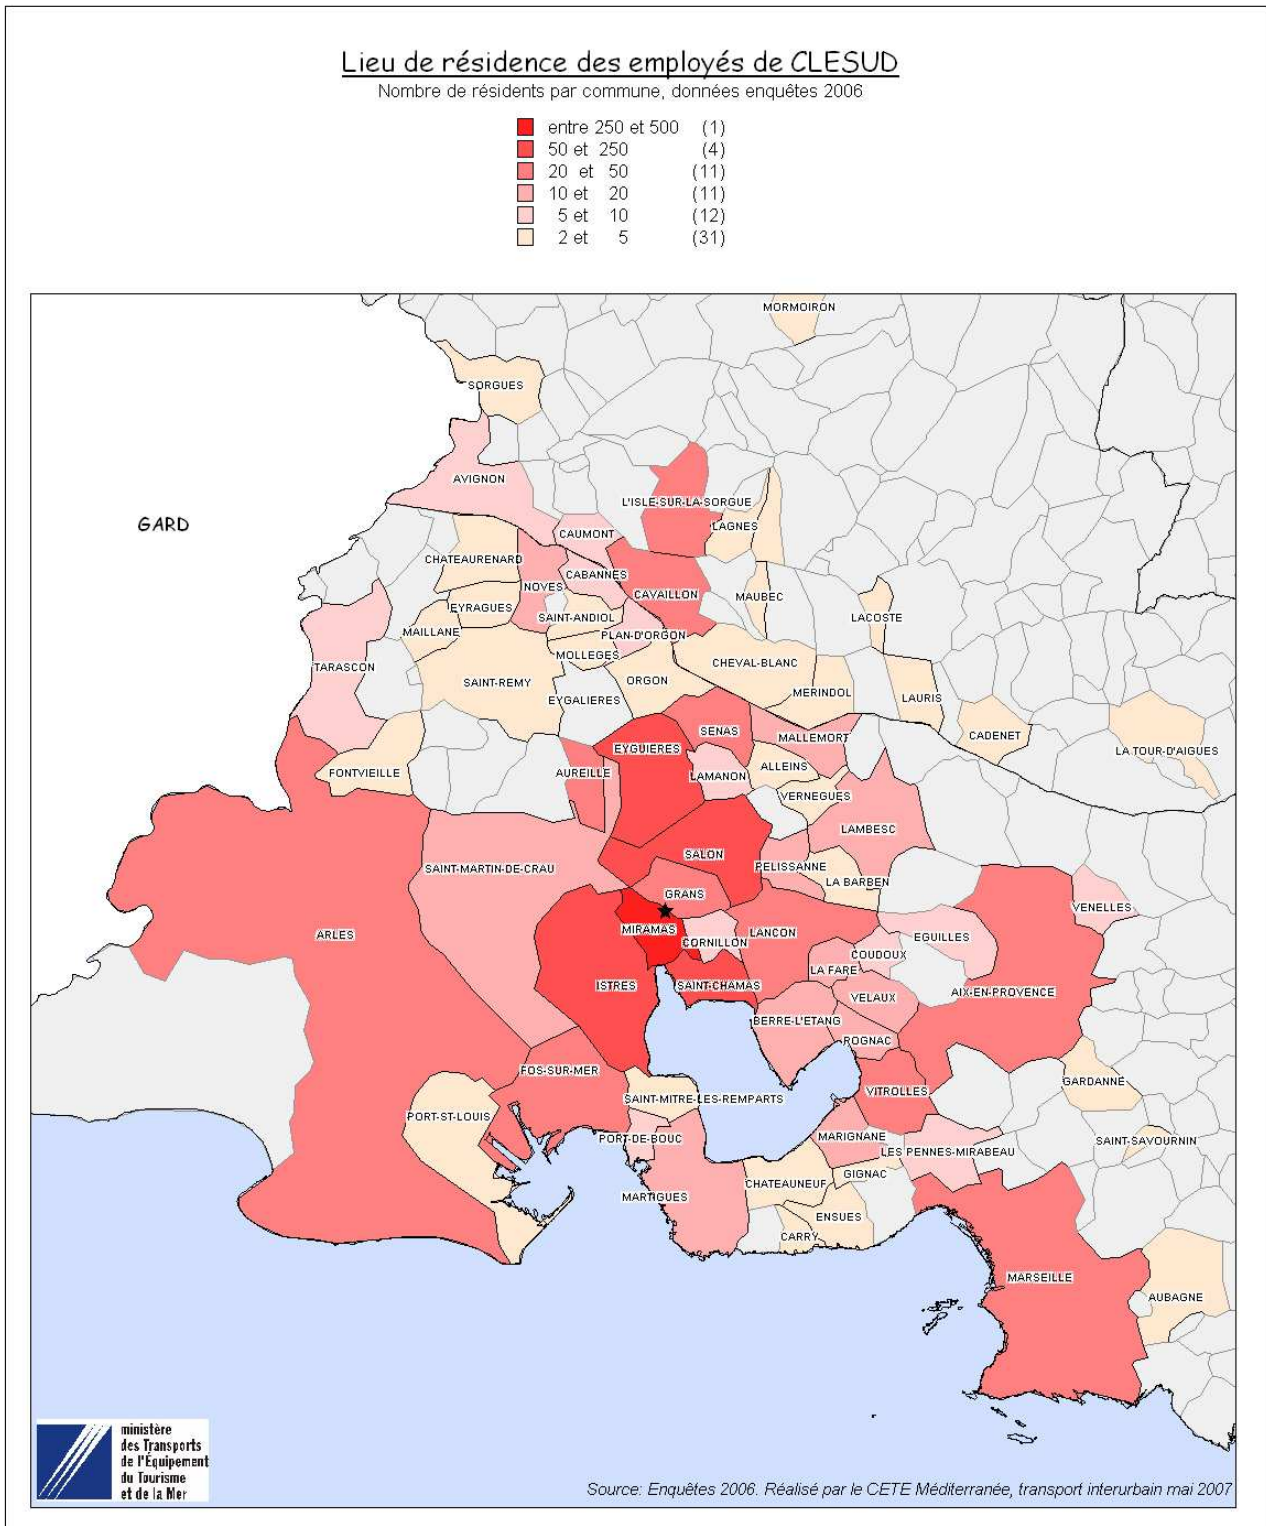 Lieu de résidence des employés de CLESUD
Nombre de résidents par commune, données enquêtes 2006
entre 250 et 500 (1)
50 et 250 (4)
20 et 50 (11)
10 et 20 (11)
5 et 10 (12)
2 et 5 (31)
MORMOIRON
SORGUES
AVIGNON
L'ISLE-SUR-LA-SORGUE
GARD
LAGNES
CAUMONT
CHATEAURENARD
CABANNES
NOVES
CAVAILLON
MAUBEC
EYRAGUES
SAINT-ANDIOL
LACOSTE
MAILLANE
PLAN-D'ORGON
MOLLEGES
TARASCON
CHEVAL-BLANC
SAINT-REMY
ORGON
MERINDOL
EYGALIERES
LAURIS
SENAS
MALLEMORT
CADENET
EYGUIERES
LA TOUR-D'AIGUES
ALLEINS
FONTVIEILLE
AUREILLE
LAMANON
VERNEGUES
LAMBESC
SALON
SAINT-MARTIN-DE-CRAU
PELISSANNE
LA BARBEN
GRANS
VENELLES
MIRAMAS
LANCON
ARLES
EGUILLES
CORNILLON
COUDOUX
LA FARE
ISTRES
SAINT-CHAMAS
AIX-EN-PROVENCE
VELAUX
BERRE-L'ETANG
ROGNAC
FOS-SUR-MER
GARDANNE
VITROLLES
SAINT-MITRE-LES-REMPARTS
PORT-ST-LOUIS
MARIGNANE
PORT-DE-BOUC
SAINT-SAVOURNIN
LES PENNES-MIRABEAU
GIGNAC
CHATEAUNEUF
MARTIGUES
ENSUES
CARRY
MARSEILLE
AUBAGNE
ministère
des Transports
de l'Équipement
du Tourisme
et de la Mer
Source: Enquêtes 2006. Réalisé par le CETE Méditerranée, transport interurbain mai 2007